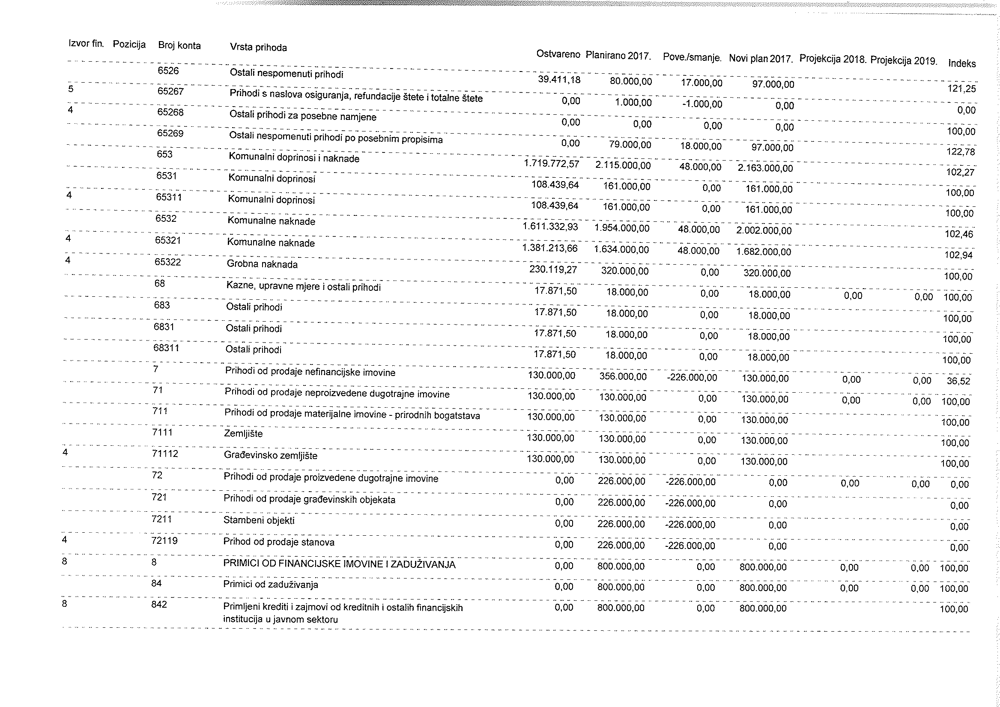 Izvor fin. Pozicija Broj konta Vrsta prihoda Ostvareno Planirano 2017. Pove./smanje. Novi plan 2017. Projekcija 2018. Projekcija 2019. Indeks
6526 Ostali nespomenuti prihodi 39.411,18 80.000,00 17.000,00 97.000,00 121,25
5 65267 Prihodi s naslova osiguranja, refundacije štete i totalne štete 0,00 1.000,00 -1.000,00 0,00 0,00
4 65268 Ostali prihodi za posebne namjene 0,00 0,00 0,00 0,00 100,00
65269 Ostali nespomenuti prihodi po posebnim propisima 0,00 79.000,00 18.000,00 97.000,00 122,78
653 Komunalni doprinosi i naknade 1.719.772,57 2.115.000,00 48.000,00 2.163.000,00 102,27
6531 Komunalni doprinosi 108.439,64 161.000,00 0,00 161.000,00 100,00
4 65311 Komunalni doprinosi 108.439,64 161.000,00 0,00 161.000,00 100,00
6532 Komunalne naknade 1.611.332,93 1.954.000,00 48.000,00 2.002.000,00 102,46
4 65321 Komunalne naknade 1.381.213,66 1.634.000,00 48.000,00 1.682.000,00 102,94
4 65322 Grobna naknada 230.119,27 320.000,00 0,00 320.000,00 100,00
68 Kazne, upravne mjere i ostali prihodi 17.871,50 18.000,00 0,00 18.000,00 0,00 0,00 100,00
683 Ostali prihodi 17.871,50 18.000,00 0,00 18.000,00 100,00
6831 Ostali prihodi 17.871,50 18.000,00 0,00 18.000,00 100,00
68311 Ostali prihodi 17.871,50 18.000,00 0,00 18.000,00 100,00
7 Prihodi od prodaje nefinancijske imovine 130.000,00 356.000,00 -226.000,00 130.000,00 0,00 0,00 36,52
71 Prihodi od prodaje neproizvedene dugotrajne imovine 130.000,00 130.000,00 0,00 130.000,00 0,00 0,00 100,00
711 Prihodi od prodaje materijalne imovine - prirodnih bogatstava 130.000,00 130.000,00 0,00 130.000,00 100,00
7111 Zemljište 130.000,00 130.000,00 0,00 130.000,00 100,00
4 71112 Građevinsko zemljište 130.000,00 130.000,00 0,00 130.000,00 100,00
72 Prihodi od prodaje proizvedene dugotrajne imovine 0,00 226.000,00 -226.000,00 0,00 0,00 0,00 0,00
721 Prihodi od prodaje građevinskih objekata 0,00 226.000,00 -226.000,00 0,00 0,00
7211 Stambeni objekti 0,00 226.000,00 -226.000,00 0,00 0,00
4 72119 Prihod od prodaje stanova 0,00 226.000,00 -226.000,00 0,00 0,00
8 8 PRIMICI OD FINANCIJSKE IMOVINE I ZADUŽIVANJA 0,00 800.000,00 0,00 800.000,00 0,00 0,00 100,00
84 Primici od zaduživanja 0,00 800.000,00 0,00 800.000,00 0,00 0,00 100,00
8 842 Primljeni krediti i zajmovi od kreditnih i ostalih financijskih 0,00 800.000,00 0,00 800.000,00 100,00
institucija u javnom sektoru